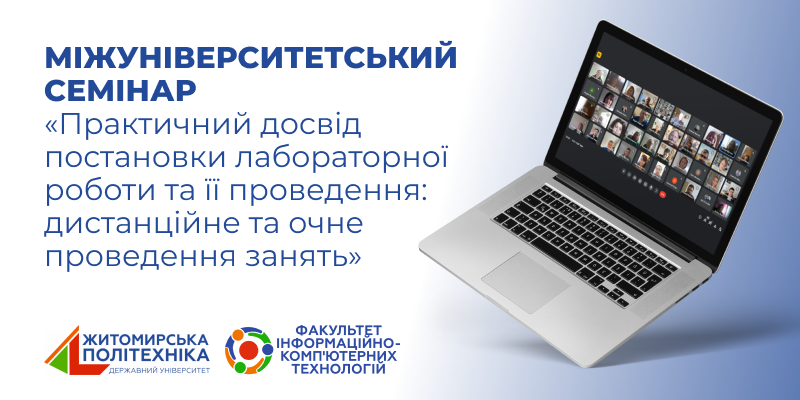 МІЖУНІВЕРСИТЕТСЬКИЙ
СЕМІНАР
«Практичний досвід
постановки лабораторної
роботи та її проведення:
дистанційне та очне
проведення занять»
ЖИТОМИРСЬКА
ПОЛІТЕХНІКА
ДЕРЖАВНИЙ УНІВЕРСИТЕТ
ФАКУЛЬТЕТ
ІНФОРМАЦІЙНО-
КОМП'ЮТЕРНИХ
ТЕХНОЛОГІЙ